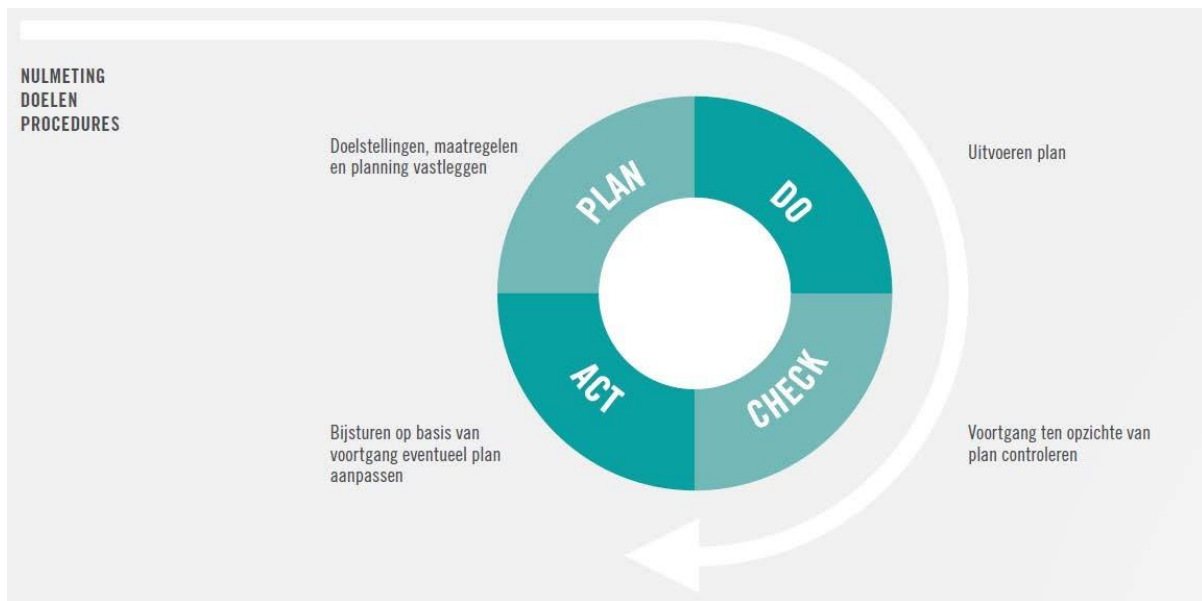 NULMETING
DOELEN
PROCEDURES
Doelstellingen, maatregelen
en planning vastleggen
PLAN
DO
Uitvoeren plan
ACT
CHECK
Bijsturen op basis van
voortgang eventueel plan
aanpassen
Voortgang ten opzichte van
plan controleren